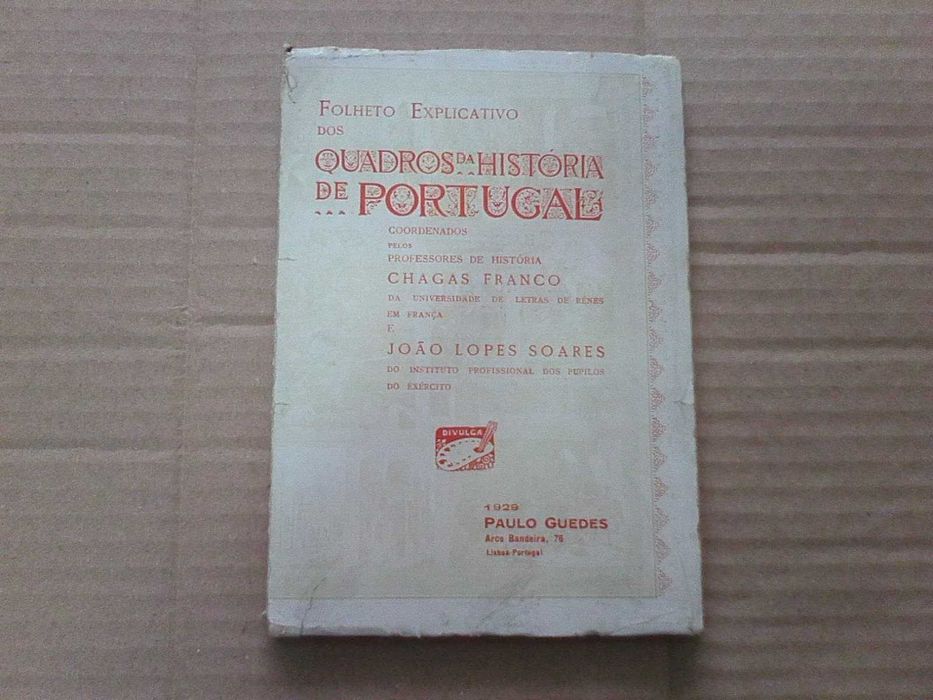 FOLHETO EXPLICATIVO
DOS
QUADROS DA HISTÓRIA
DE PORTUGAL
COORDENADOS
PELOS
PROFESSORES DE HISTÓRIA
CHAGAS FRANCO
DA UNIVERSIDADE DE LETRAS DE RÈNES
EM FRANÇA
E
JOÃO LOPES SOARES
DO INSTITUTO PROFISSIONAL DOS PUPILOS
DO EXÉRCITO
DIVULGA
1929
PAULO GUEDES
Arco Bandeira, 76
Lisboa-Portugal